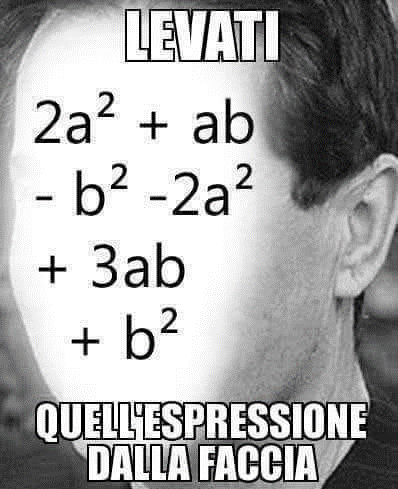 LEVATI
2a² + ab
- b² -2a²
+ 3ab
+ b²
QUELL'ESPRESSIONE
DALLA FACCIA